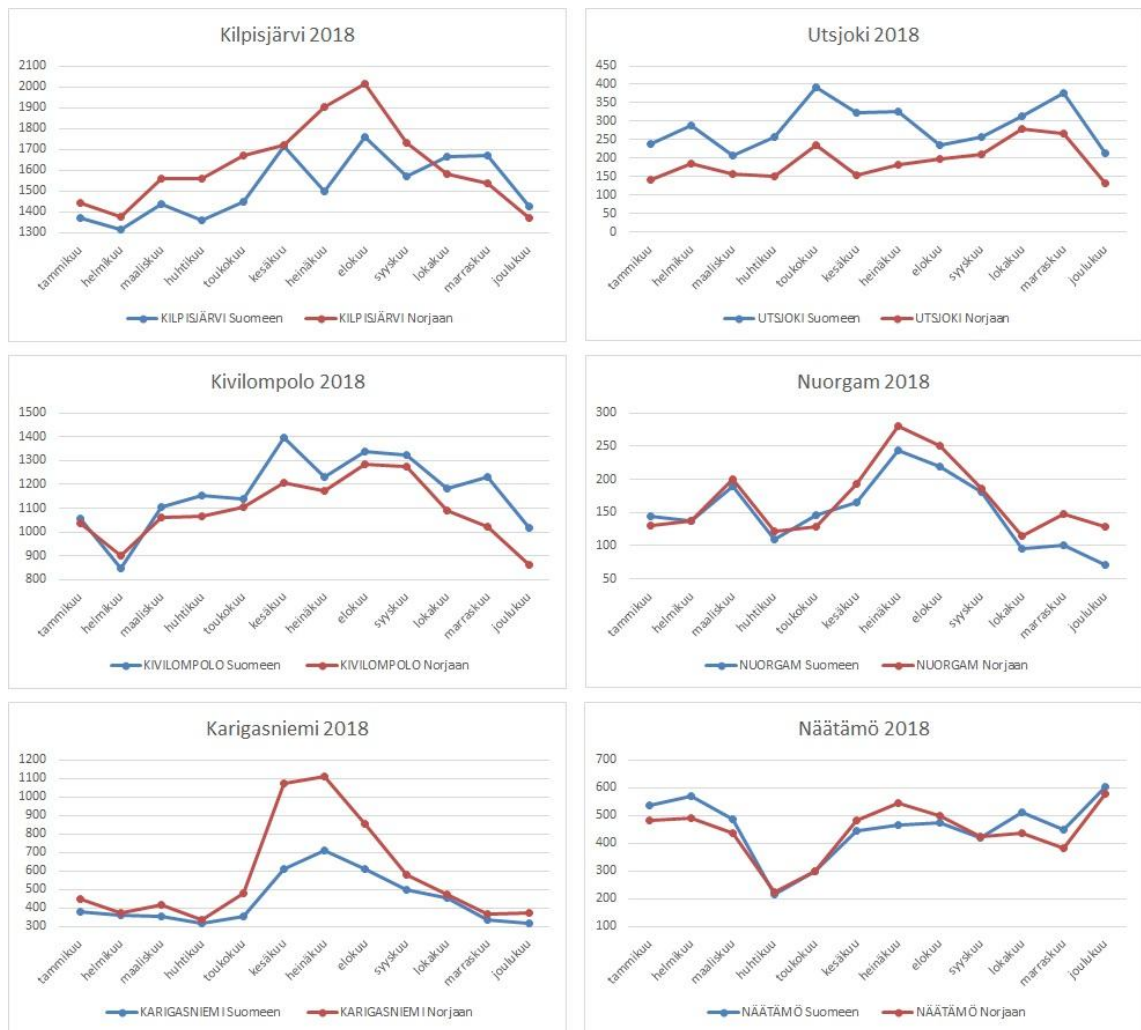 Kilpisjärvi 2018
2100
2000
1900
1800
1700
1600
1500
1400
1300
tammikuu
helmikuu
maaliskuu
huhtikuu
toukokuu
kesäkuu
heinäkuu
elokuu
syyskuu
lokakuu
marraskuu
joulukuu
KILPISJÄRVI Suomeen KILPISJÄRVI Norjaan
Utsjoki 2018
450
400
350
300
250
200
150
100
50
0
tammikuu
helmikuu
maaliskuu
huhtikuu
toukokuu
kesäkuu
heinäkuu
elokuu
syyskuu
lokakuu
marraskuu
joulukuu
UTSJOKI Suomeen UTSJOKI Norjaan
Kivilompolo 2018
1500
1400
1300
1200
1100
1000
900
800
tammikuu
helmikuu
maaliskuu
huhtikuu
toukokuu
kesäkuu
heinäkuu
elokuu
syyskuu
lokakuu
marraskuu
joulukuu
KIVILOMPOLO Suomeen KIVILOMPOLO Norjaan
Nuorgam 2018
300
250
200
150
100
50
tammikuu
helmikuu
maaliskuu
huhtikuu
toukokuu
kesäkuu
heinäkuu
elokuu
syyskuu
lokakuu
marraskuu
joulukuu
NUORGAM Suomeen NUORGAM Norjaan
Karigasniemi 2018
1200
1100
1000
900
800
700
600
500
400
300
tammikuu
helmikuu
maaliskuu
huhtikuu
toukokuu
kesäkuu
heinäkuu
elokuu
syyskuu
lokakuu
marraskuu
joulukuu
KARIGASNIEMI Suomeen KARIGASNIEMI Norjaan
Näätämö 2018
700
600
500
400
300
200
100
tammikuu
helmikuu
maaliskuu
huhtikuu
toukokuu
kesäkuu
heinäkuu
elokuu
syyskuu
lokakuu
marraskuu
joulukuu
NÄÄTÄMÖ Suomeen NÄÄTÄMÖ Norjaan